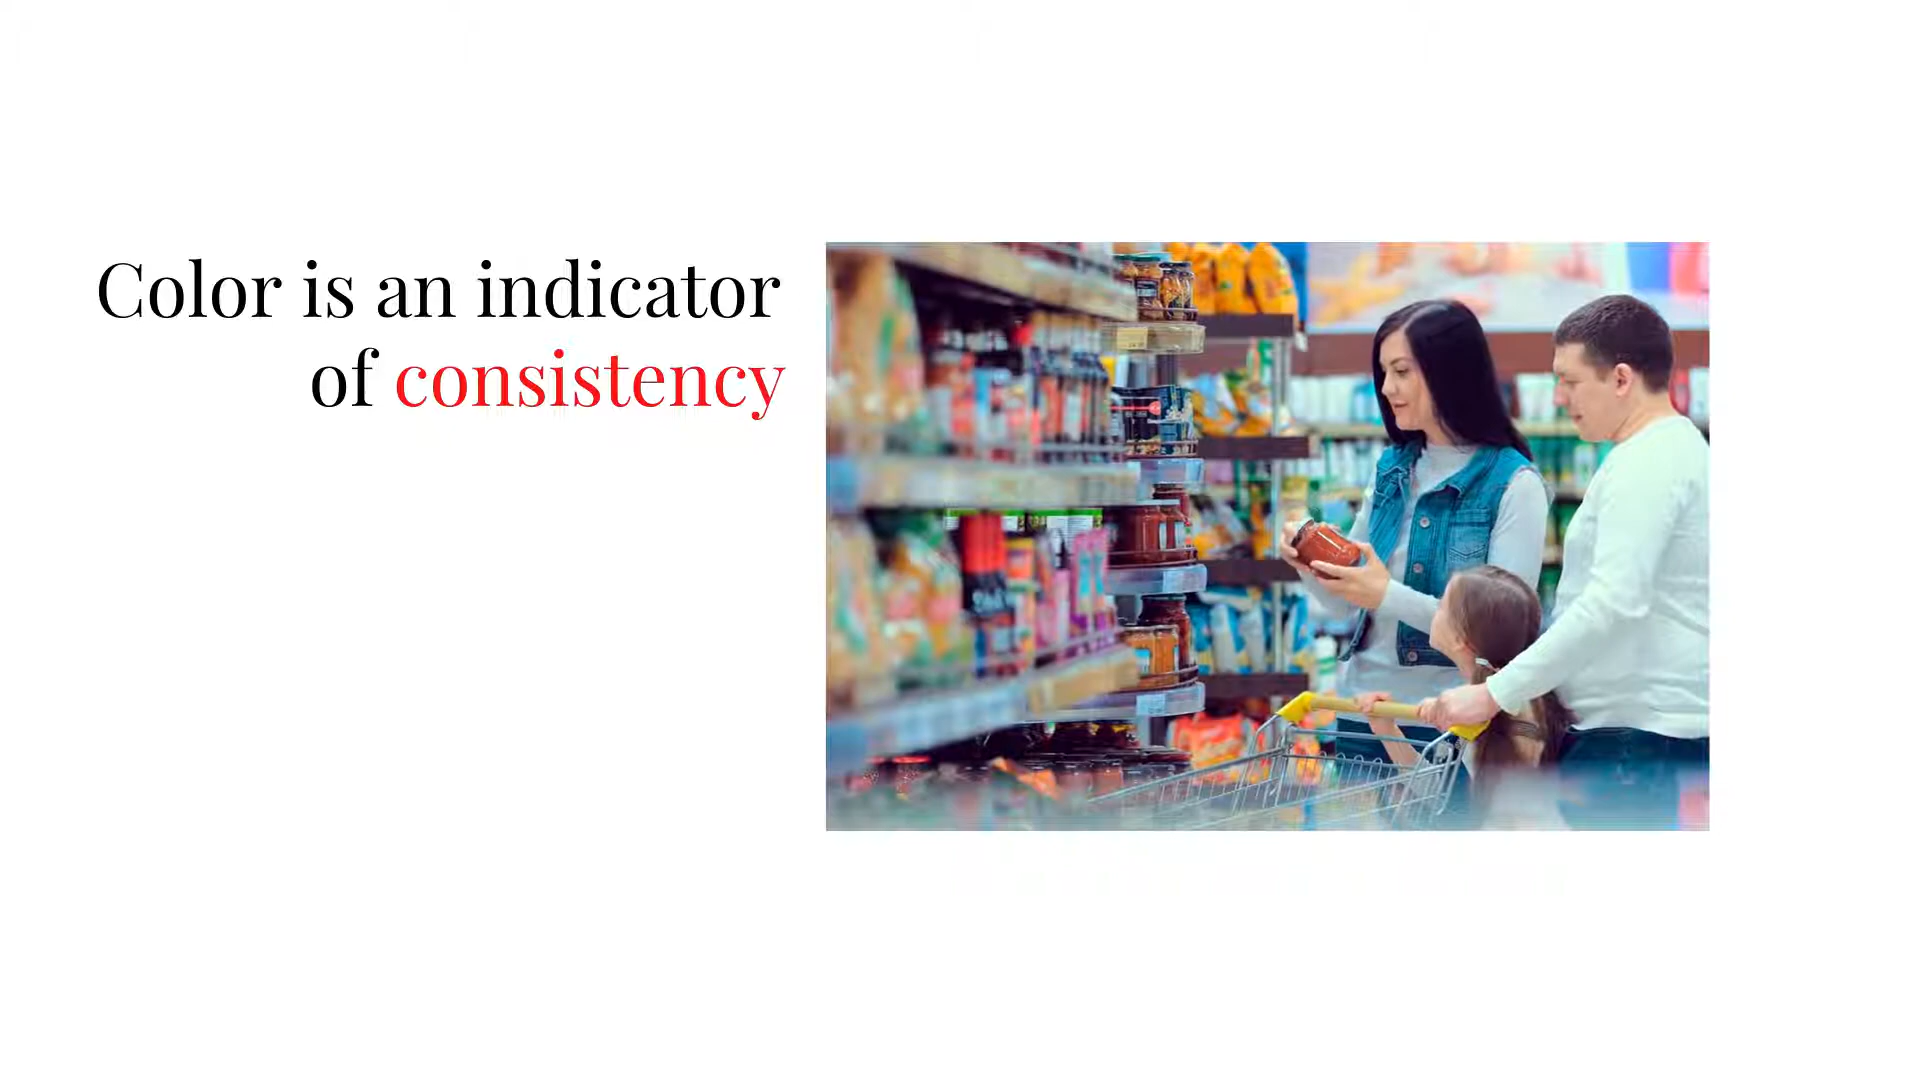 Color is an indicator
of consistency